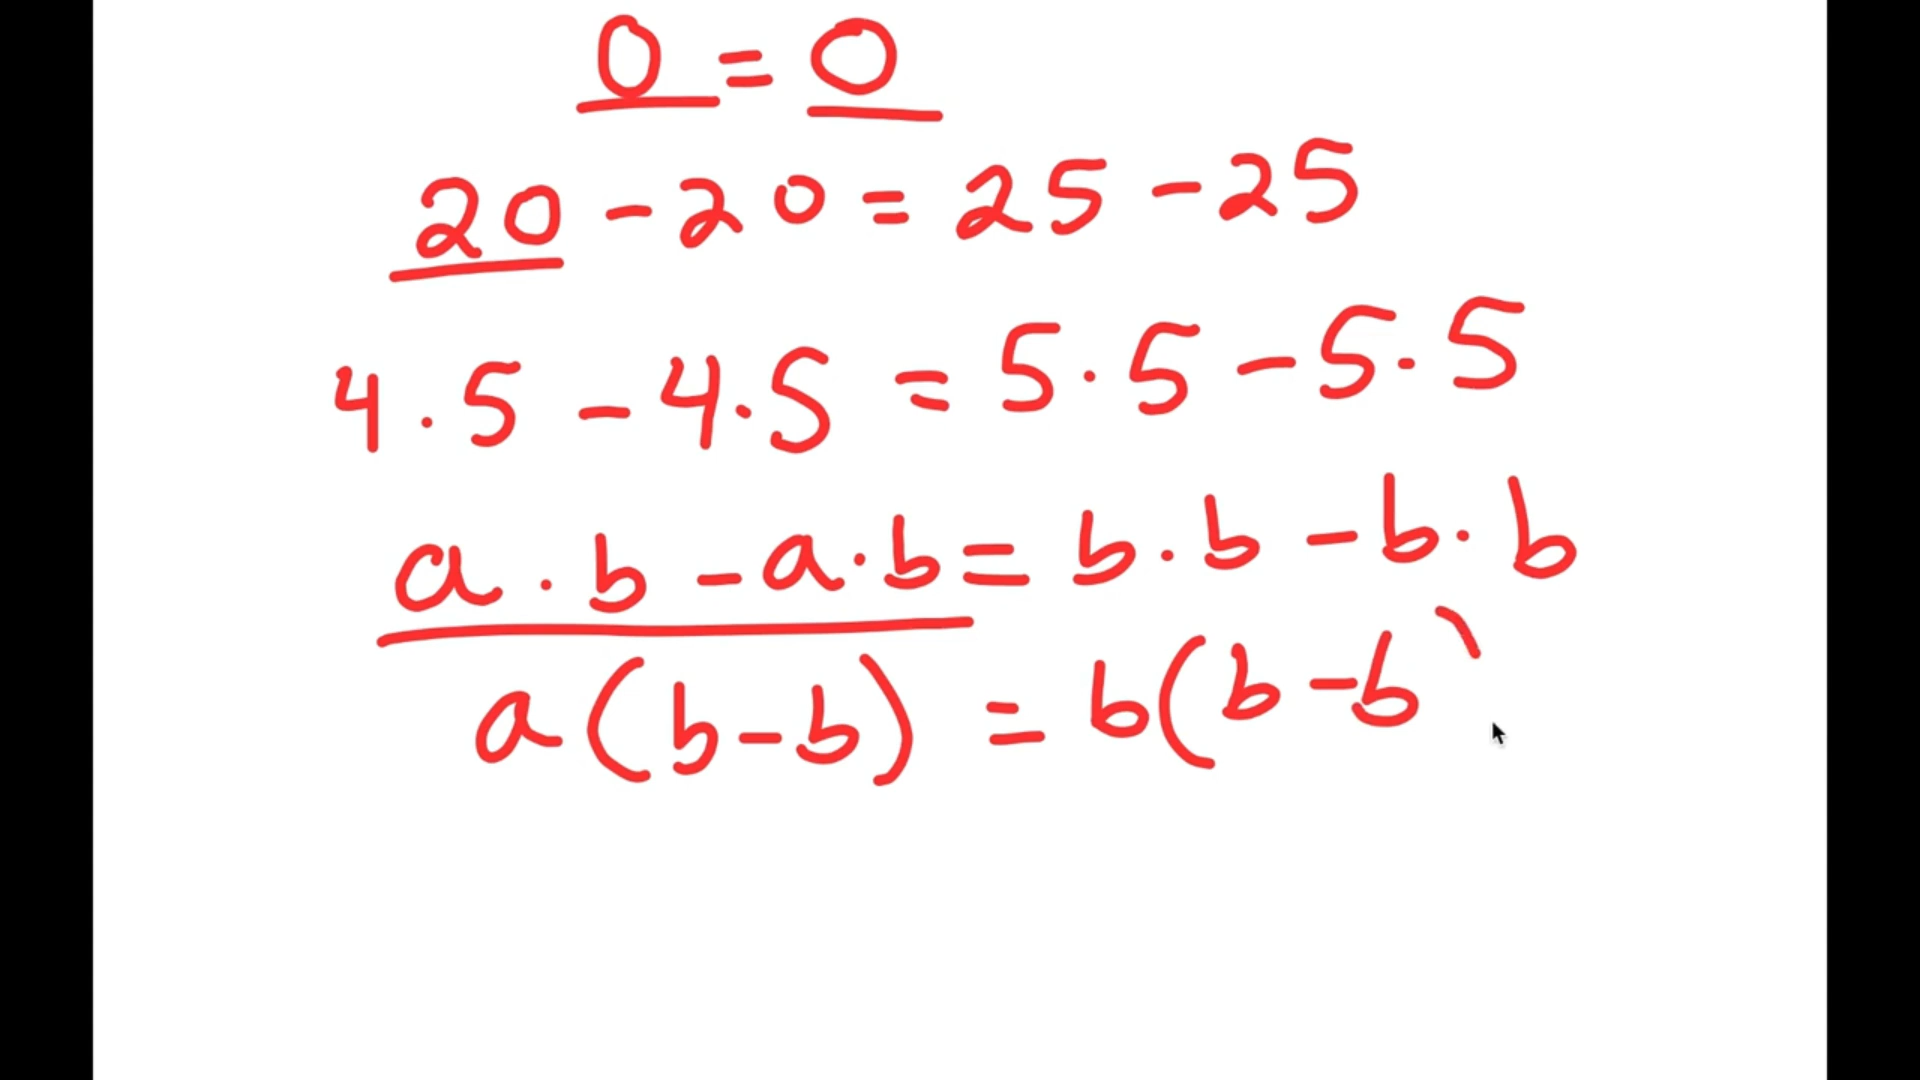 0 = 0
20 - 20 = 25 - 25
4 · 5 - 4 · 5 = 5 · 5 - 5 · 5
a · b - a · b = b · b - b · b
a(b - b) = b(b - b)